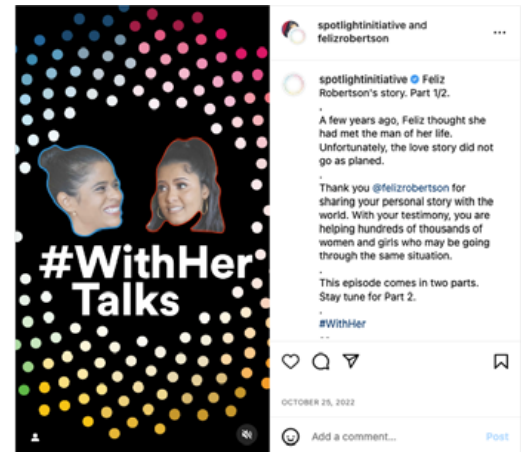 #WithHer
Talks
spotlightinitiative and
felizrobertson
spotlightinitiative Feliz
Robertson's story. Part 1/2.
.
A few years ago, Feliz thought she
had met the man of her life.
Unfortunately, the love story did not
go as planed.
.
Thank you @felizrobertson for
sharing your personal story with the
world. With your testimony, you are
helping hundreds of thousands of
women and girls who may be going
through the same situation.
.
This episode comes in two parts.
Stay tune for Part 2.
.
#WithHer
OCTOBER 25, 2022
Add a comment...
Post